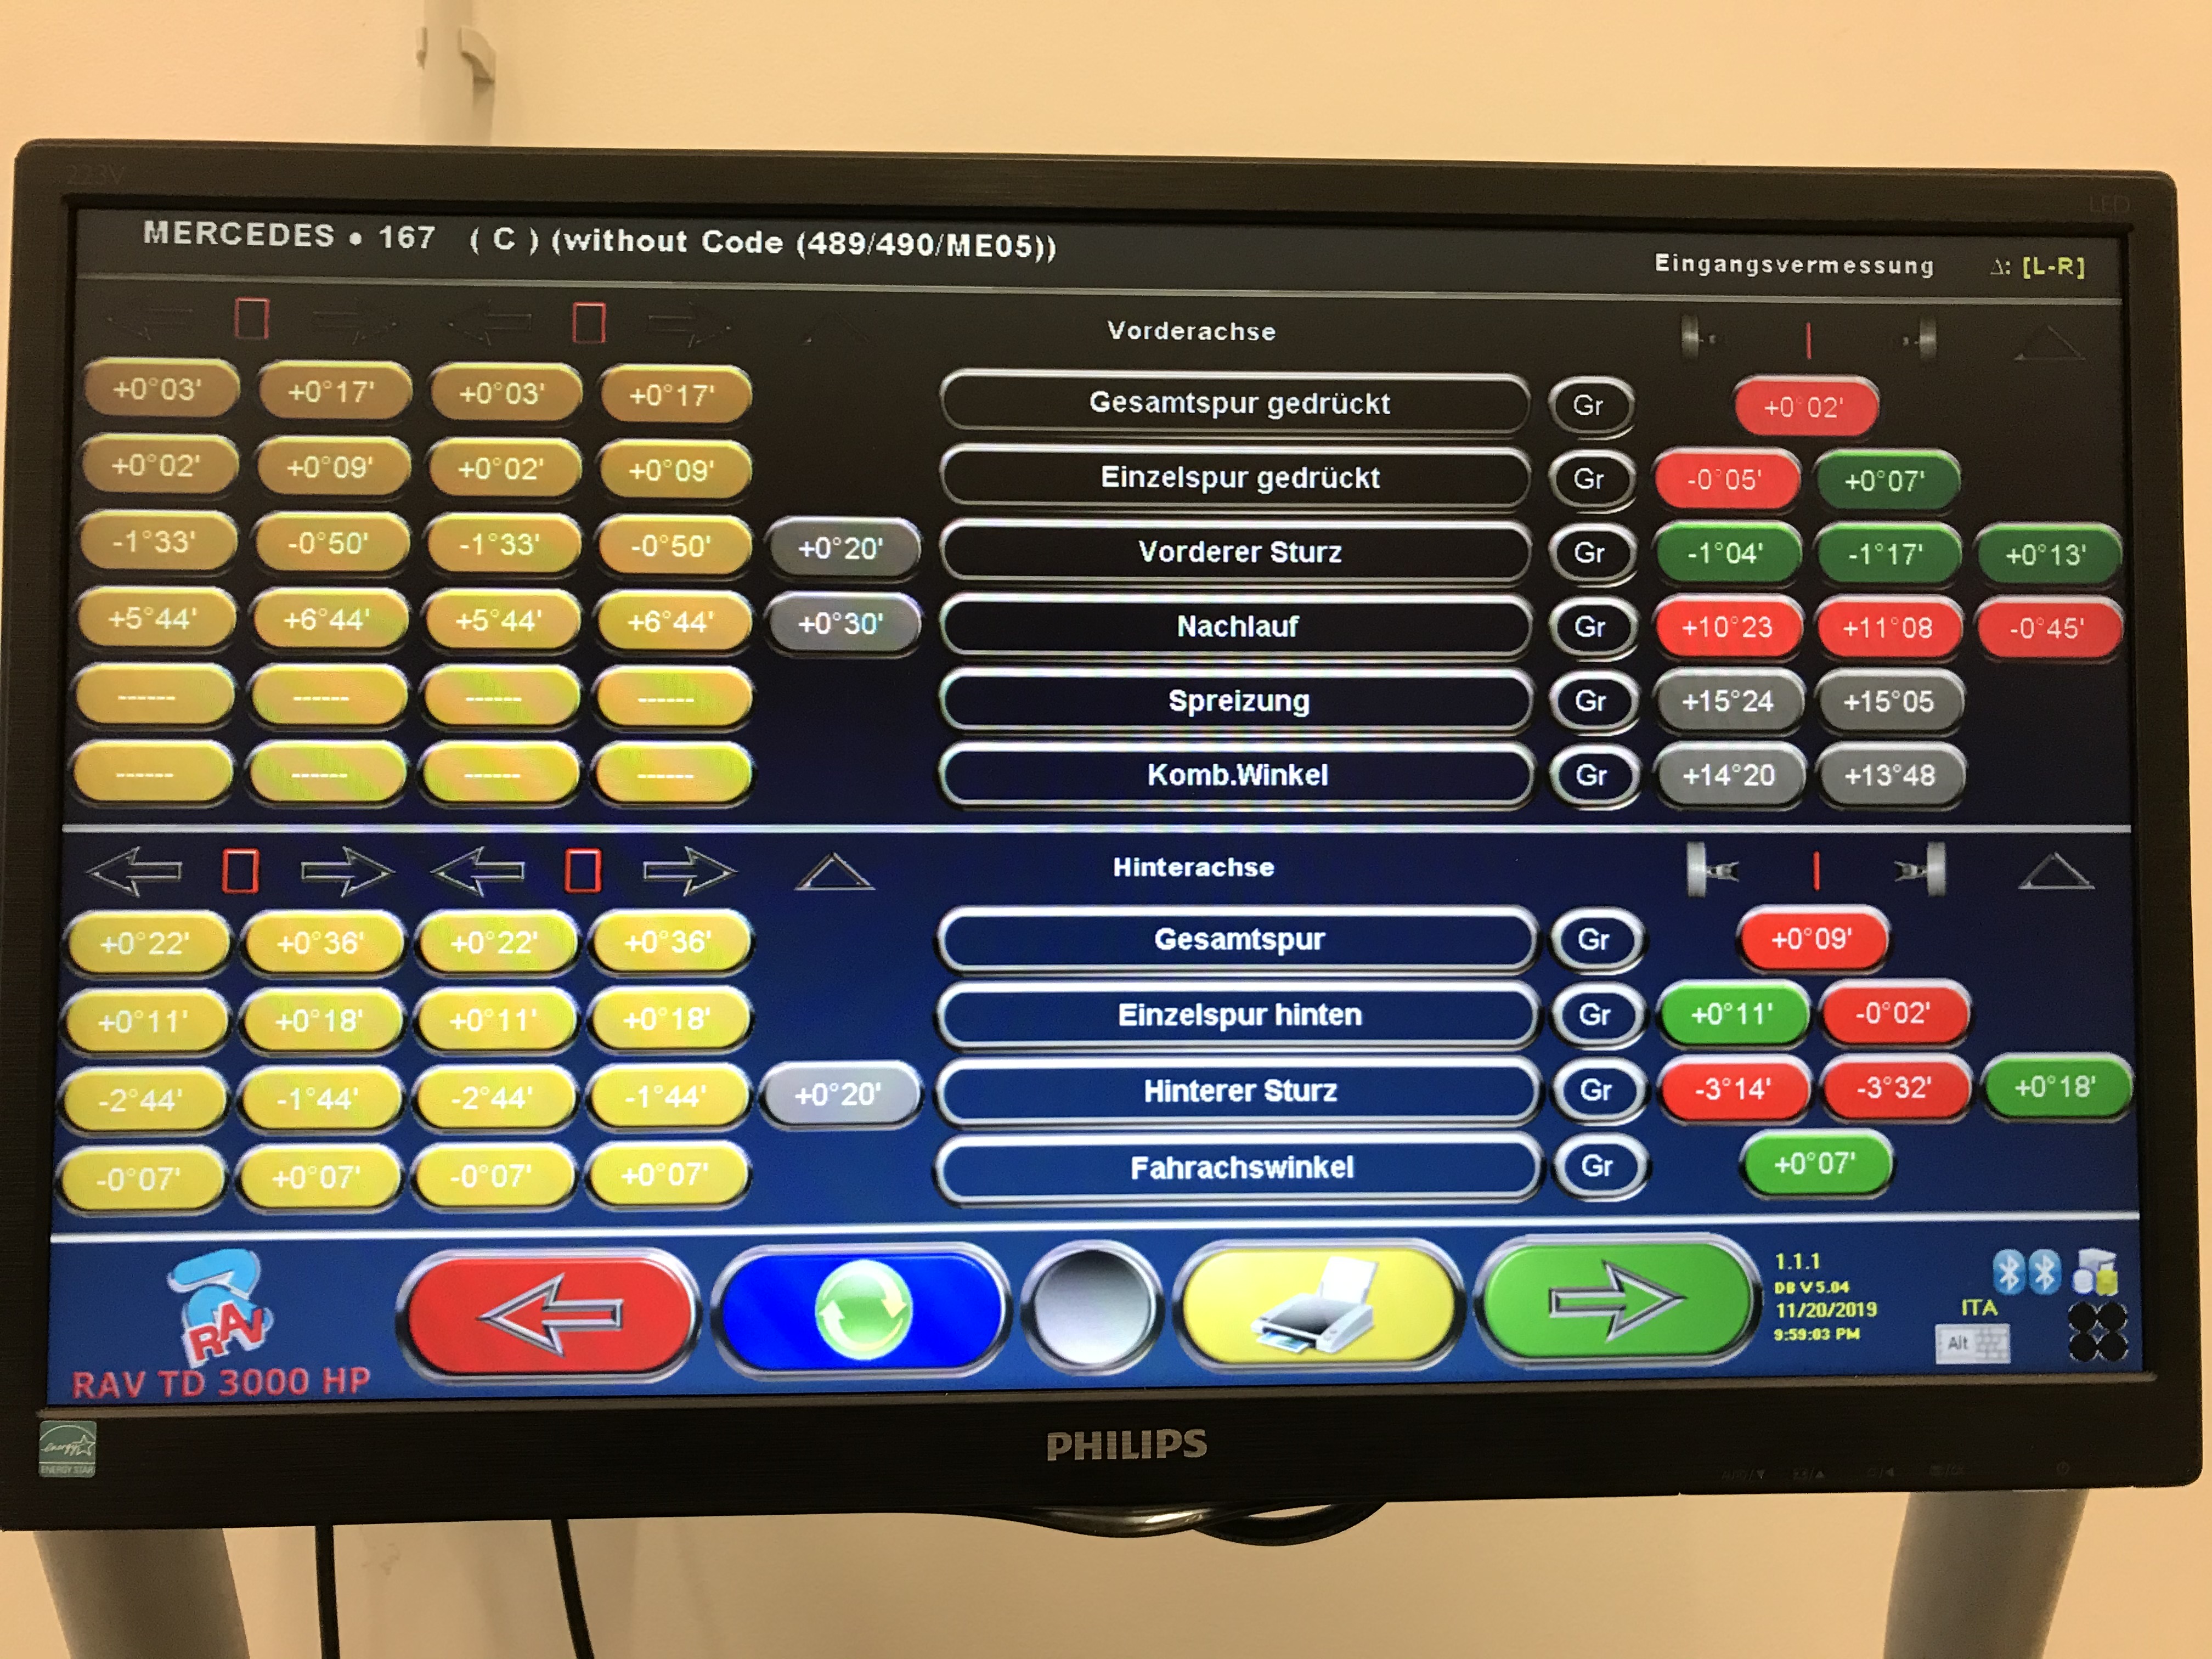 223V
LED
MERCEDES • 167 ( C ) (without Code (489/490/ME05))
Eingangsvermessung Δ: [L-R]
Vorderachse
+0°03' +0°17' +0°03' +0°17' Gesamtspur gedrückt Gr +0°02'
+0°02' +0°09' +0°02' +0°09' Einzelspur gedrückt Gr -0°05' +0°07'
-1°33' -0°50' -1°33' -0°50' +0°20' Vorderer Sturz Gr -1°04' -1°17' +0°13'
+5°44' +6°44' +5°44' +6°44' +0°30' Nachlauf Gr +10°23 +11°08 -0°45'
------ ------ ------ ------ Spreizung Gr +15°24 +15°05
------ ------ ------ ------ Komb.Winkel Gr +14°20 +13°48
Hinterachse
+0°22' +0°36' +0°22' +0°36' Gesamtspur Gr +0°09'
+0°11' +0°18' +0°11' +0°18' Einzelspur hinten Gr +0°11' -0°02'
-2°44' -1°44' -2°44' -1°44' +0°20' Hinterer Sturz Gr -3°14' -3°32' +0°18'
-0°07' +0°07' -0°07' +0°07' Fahrachswinkel Gr +0°07'
RAV
RAV TD 3000 HP
1.1.1
DB V 5.04
11/20/2019
9:59:03 PM
ITA
Alt
energy
ENERGY STAR
PHILIPS